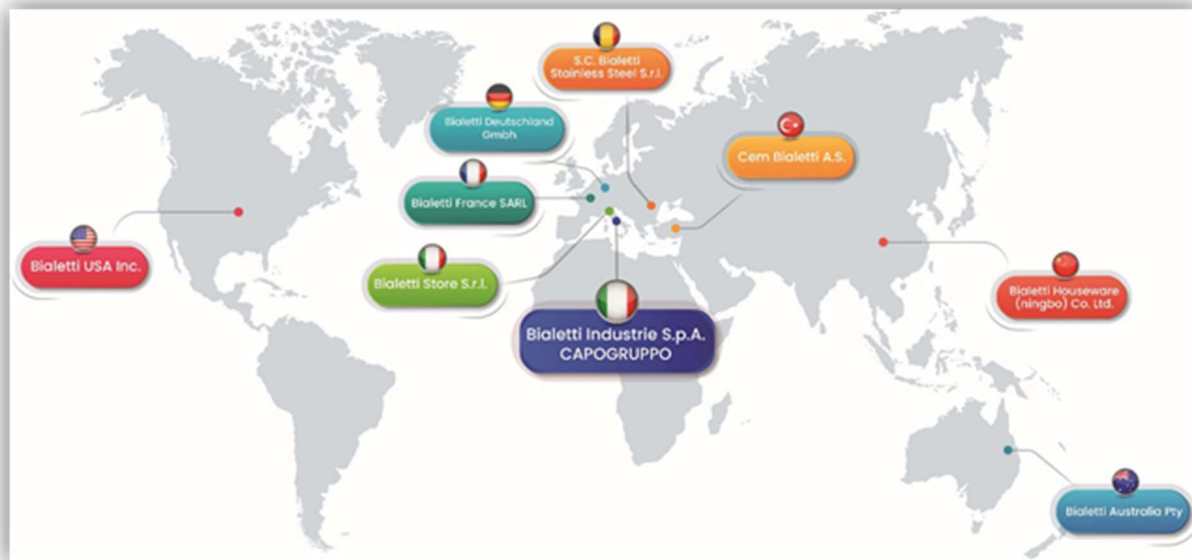 S.C. Bialetti
Stainless Steel S.r.l.
Bialetti Deutschland
Gmbh
Cem Bialetti A.S.
Bialetti France SARL
Bialetti USA Inc.
Bialetti Store S.r.l.
Bialetti Houseware
(ningbo) Co. Ltd.
Bialetti Industrie S.p.A.
CAPOGRUPPO
Bialetti Australia Pty